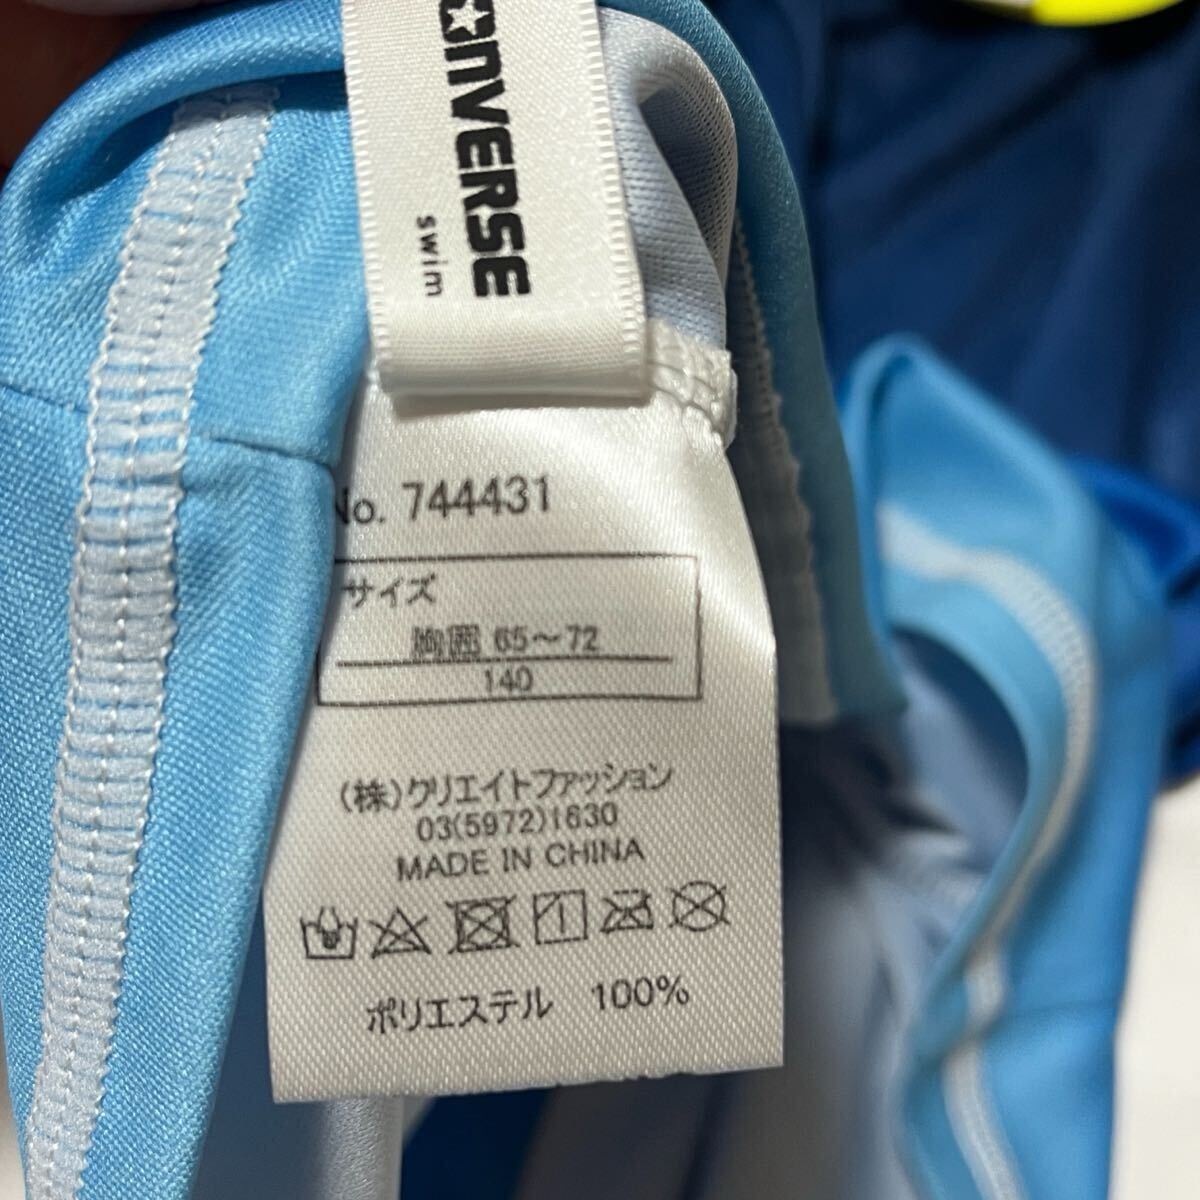 CONVERSE
swim
No. 744431
サイズ
胸囲 65〜72
140
(株)クリエイトファッション
03(5972)1630
MADE IN CHINA
ポリエステル 100%